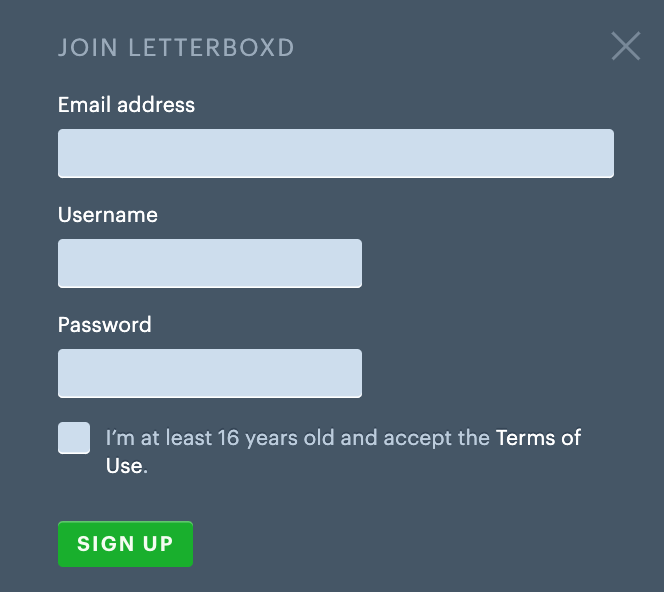 JOIN LETTERBOXD
Email address
Username
Password
I’m at least 16 years old and accept the Terms of
Use.
SIGN UP